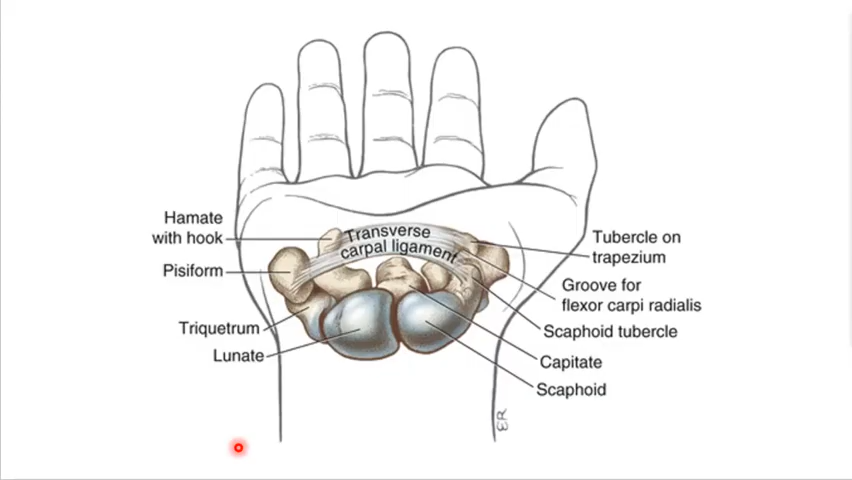 Hamate
with hook
Pisiform
Triquetrum
Lunate
Transverse
carpal ligament
Tubercle on
trapezium
Groove for
flexor carpi radialis
Scaphoid tubercle
Capitate
Scaphoid
ER